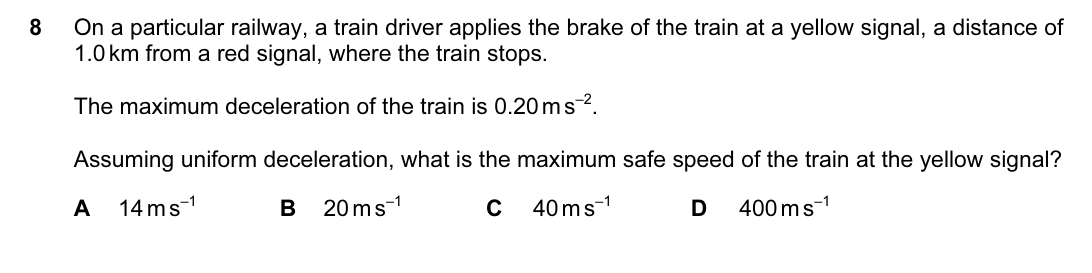 8 On a particular railway, a train driver applies the brake of the train at a yellow signal, a distance of
1.0 km from a red signal, where the train stops.
The maximum deceleration of the train is 0.20 m s⁻².
Assuming uniform deceleration, what is the maximum safe speed of the train at the yellow signal?
A 14 m s⁻¹ B 20 m s⁻¹ C 40 m s⁻¹ D 400 m s⁻¹